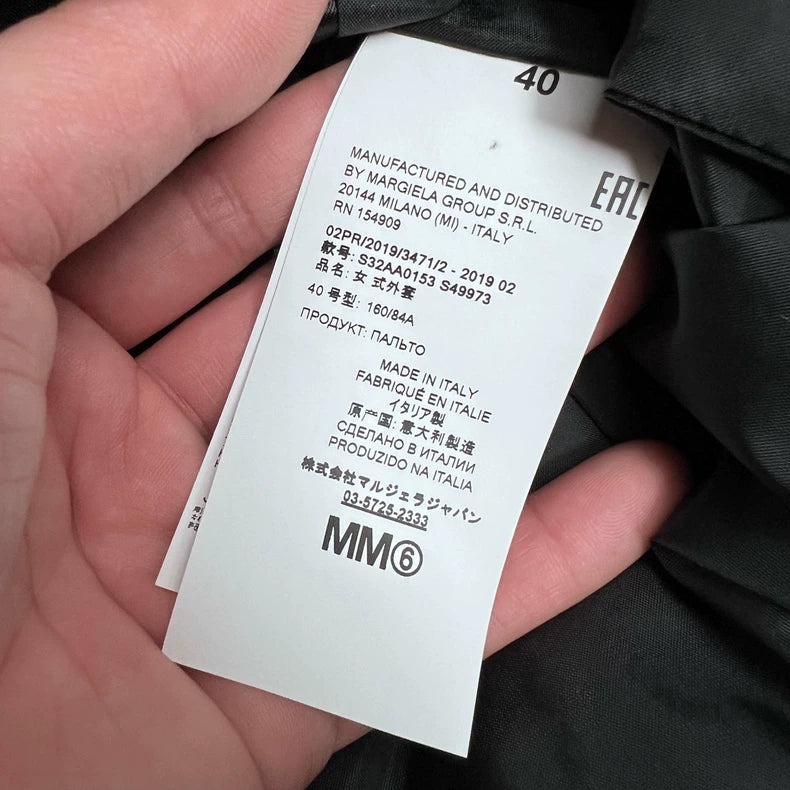 40
EAC
MANUFACTURED AND DISTRIBUTED
BY MARGIELA GROUP S.R.L.
20144 MILANO (MI) - ITALY
RN 154909
02PR/2019/3471/2 - 2019 02
款号: S32AA0153 S49973
品名: 女 式外套
40 号型: 160/84A
ПРОДУКТ: ПАЛЬТО
MADE IN ITALY
FABRIQUÉ EN ITALIE
イタリア製
原产国: 意大利製造
СДЕЛАНО В ИТАЛИИ
PRODUZIDO NA ITALIA
株式会社マルジェラジャパン
03-5725-2333
MM⑥